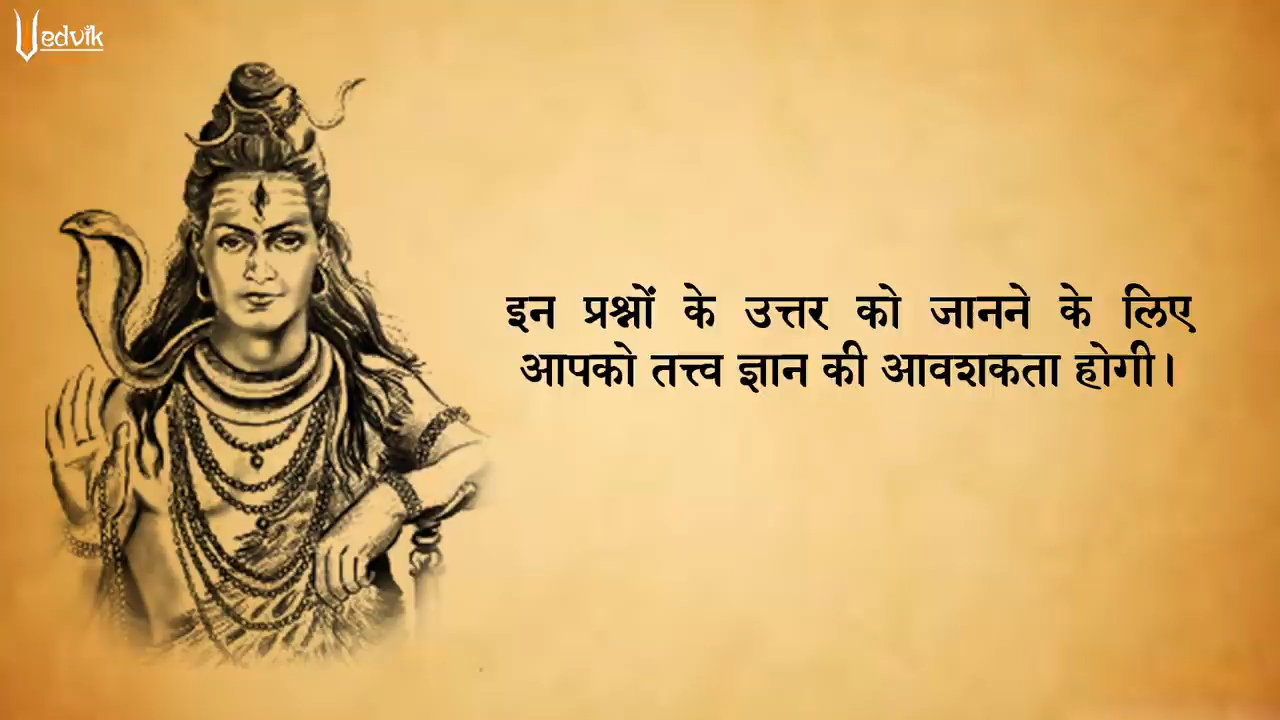 Vedvik
इन प्रश्नों के उत्तर को जानने के लिए
आपको तत्त्व ज्ञान की आवशकता होगी।